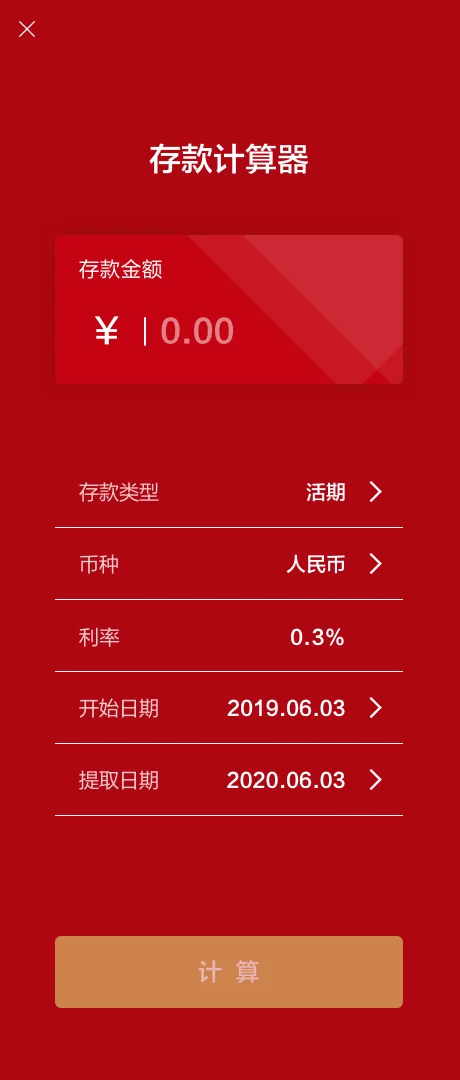 存款计算器
存款金额
¥ 0.00
存款类型 活期
币种 人民币
利率 0.3%
开始日期 2019.06.03
提取日期 2020.06.03
计 算